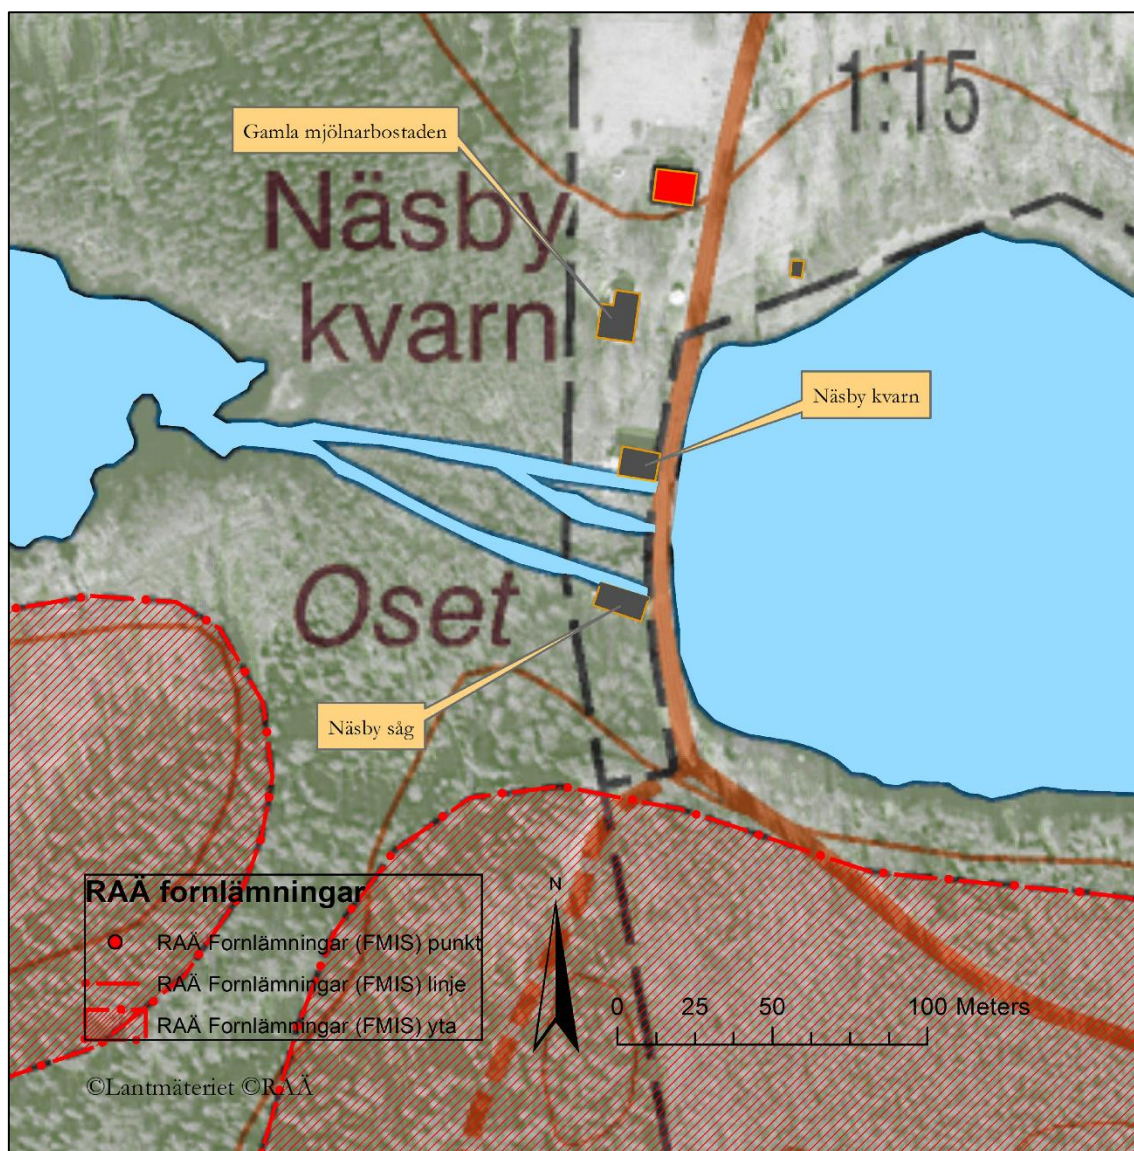 1:15
Gamla mjölnarbostaden
Näsby
kvarn
Näsby kvarn
Oset
Näsby såg
RAÄ fornlämningar
RAÄ Fornlämningar (FMIS) punkt
RAÄ Fornlämningar (FMIS) linje
RAÄ Fornlämningar (FMIS) yta
N
0 25 50 100 Meters
©Lantmäteriet ©RAÄ